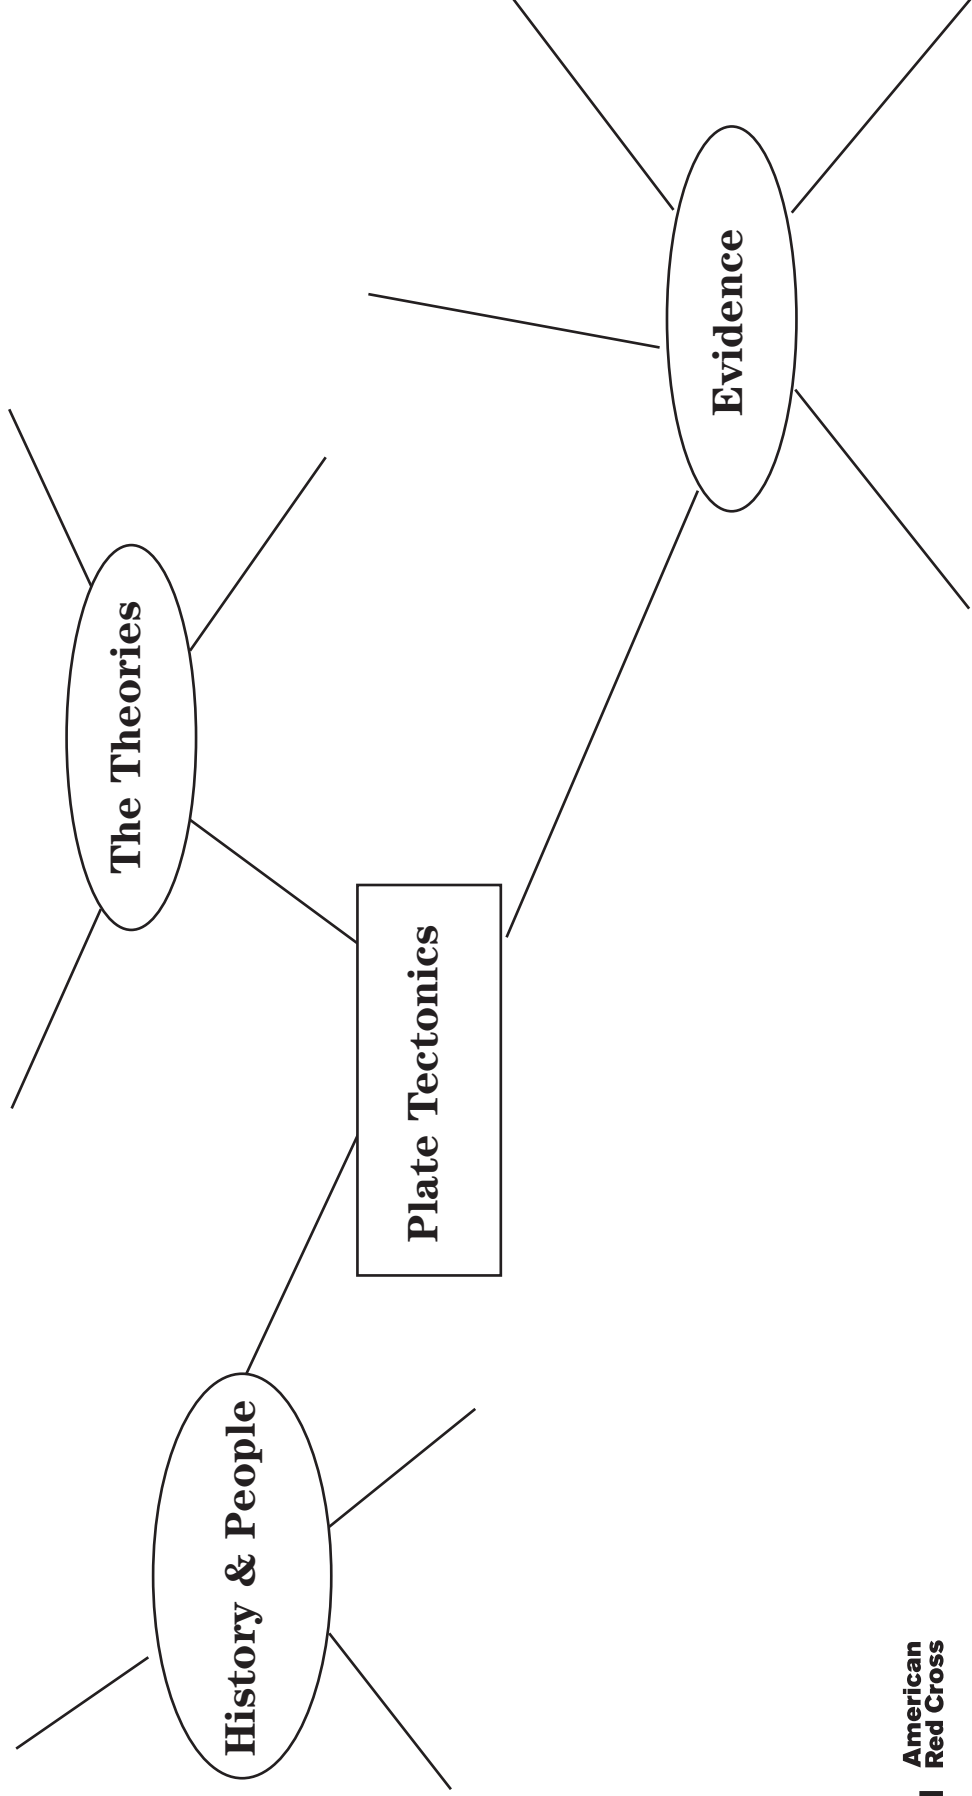 The Theories
Evidence
Plate Tectonics
History & People
American
Red Cross